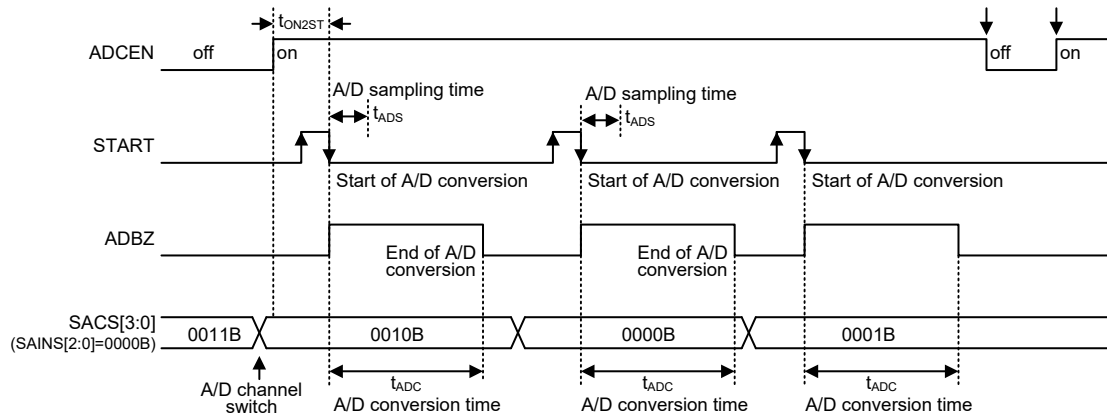 tON2ST
ADCEN off on off on
A/D sampling time A/D sampling time
tADS tADS
START
Start of A/D conversion Start of A/D conversion Start of A/D conversion
ADBZ
End of A/D conversion End of A/D conversion
SACS[3:0]
(SAINS[2:0]=0000B)
0011B 0010B 0000B 0001B
A/D channel switch
tADC tADC tADC
A/D conversion time A/D conversion time A/D conversion time